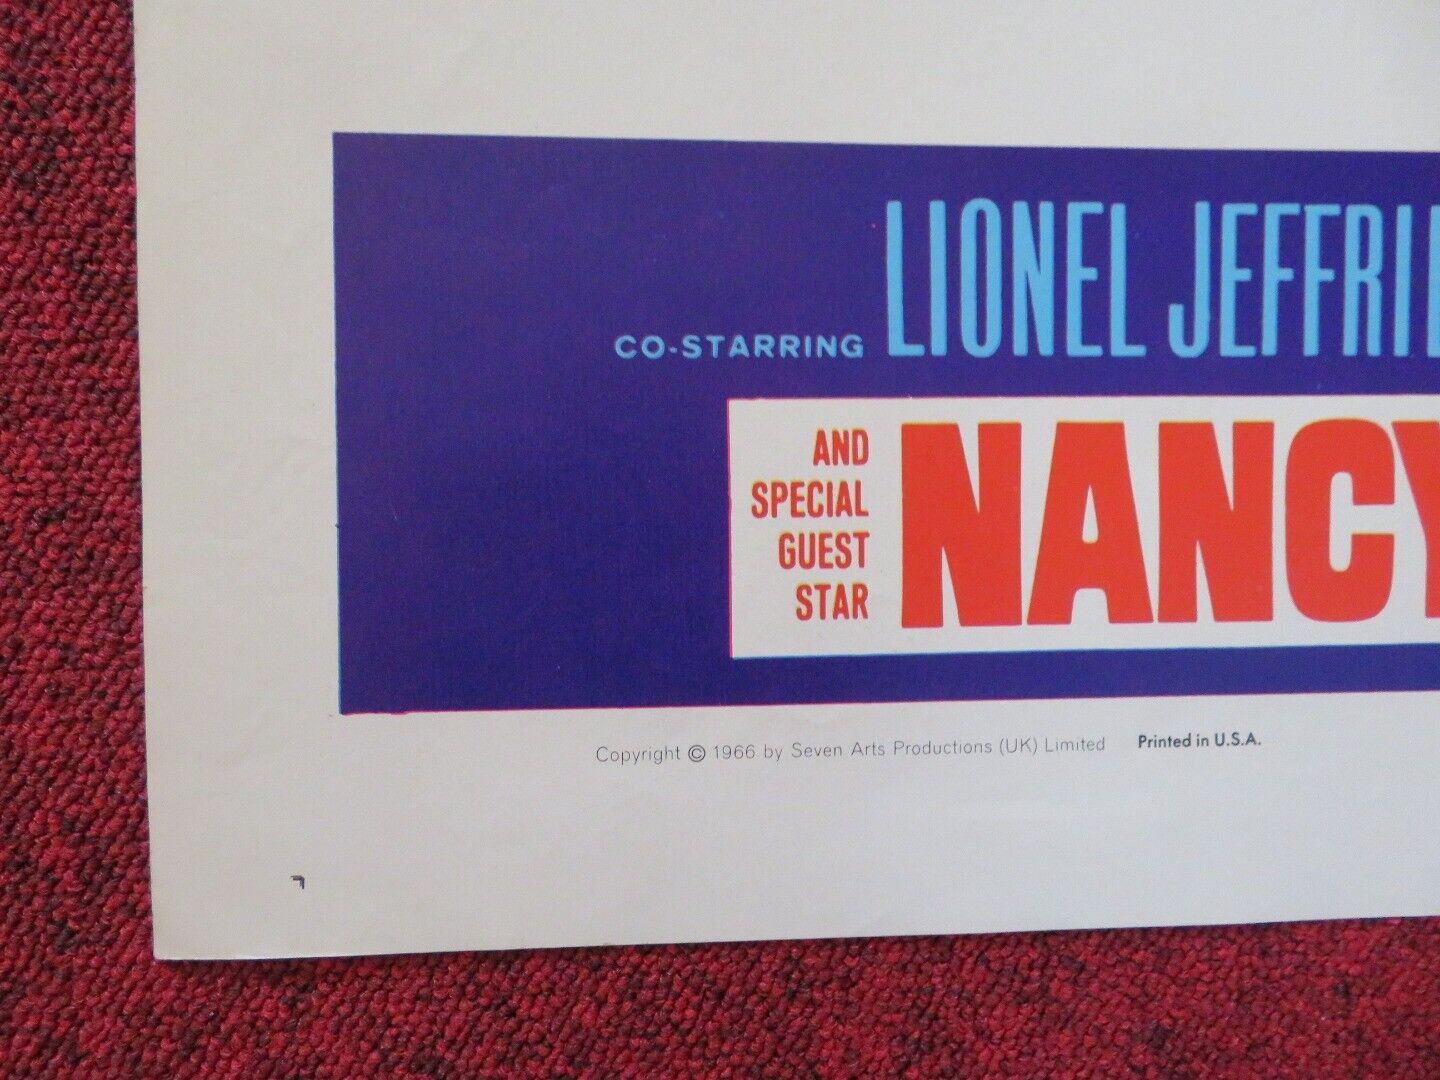 CO-STARRING LIONEL JEFFRI
AND
SPECIAL
GUEST
STAR
NANCY
Copyright © 1966 by Seven Arts Productions (UK) Limited Printed in U.S.A.